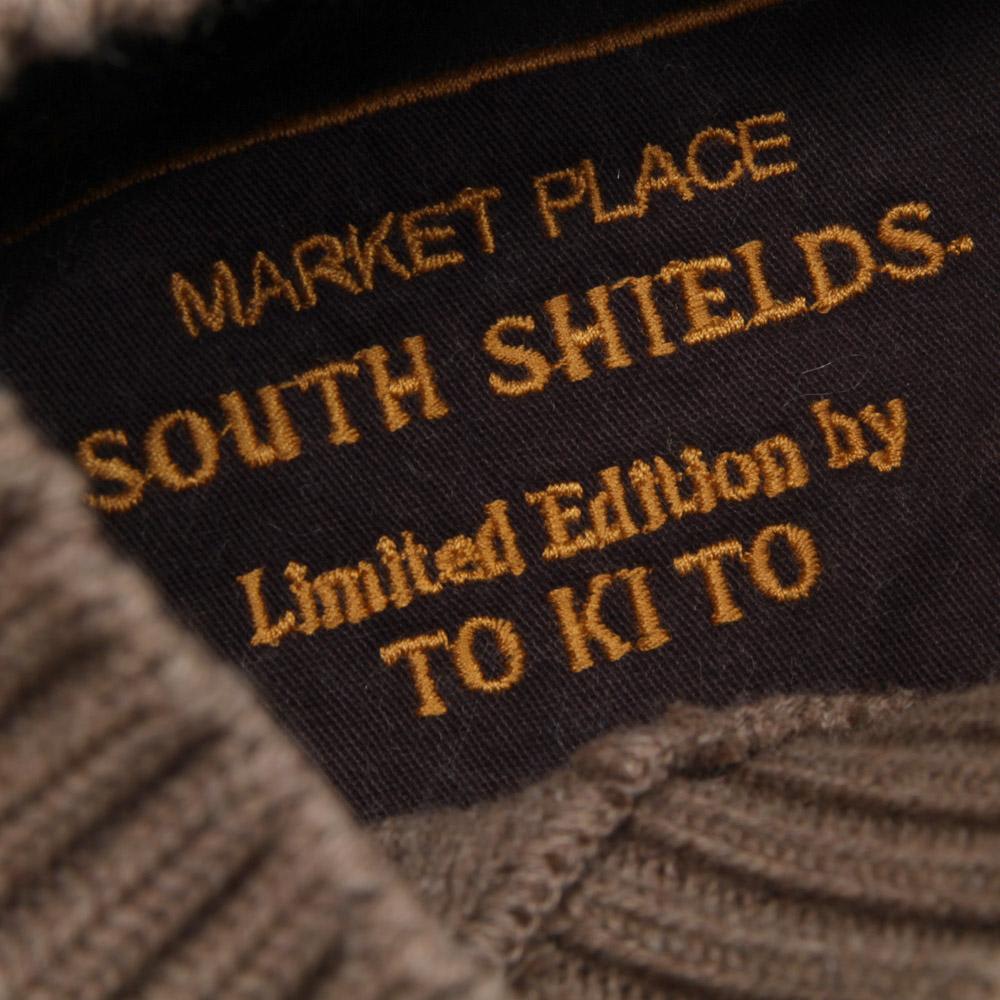 MARKET PLACE
SOUTH SHIELDS.
Limited Edition by
TO KI TO